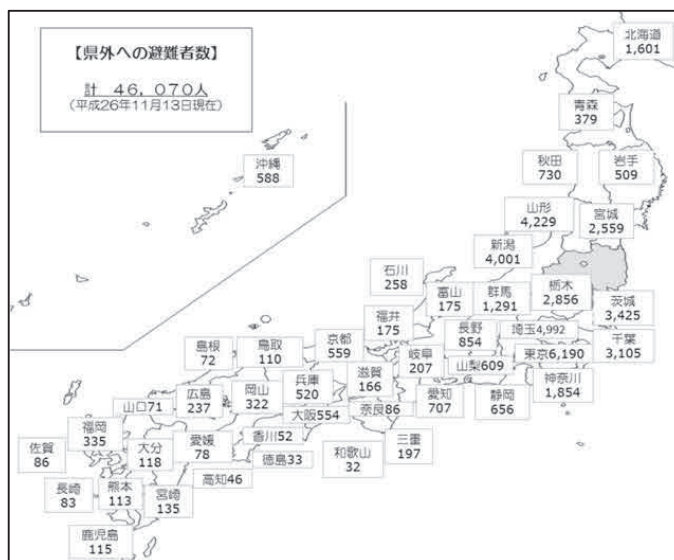 【県外への避難者数】
計 46,070人
(平成26年11月13日現在)
北海道
1,601
青森
379
秋田
730
岩手
509
沖縄
588
山形
4,229
宮城
2,559
新潟
4,001
石川
258
富山
175
群馬
1,291
栃木
2,856
茨城
3,425
福井
175
長野
854
埼玉4,992
千葉
3,105
島根
72
鳥取
110
京都
559
岐阜
207
山梨609
東京6,190
滋賀
166
兵庫
520
神奈川
1,854
広島
237
岡山
322
愛知
707
静岡
656
山口71
大阪554
奈良86
福岡
335
佐賀
86
大分
118
愛媛
78
香川52
徳島33
和歌山
32
三重
197
高知46
長崎
83
熊本
113
宮崎
135
鹿児島
115